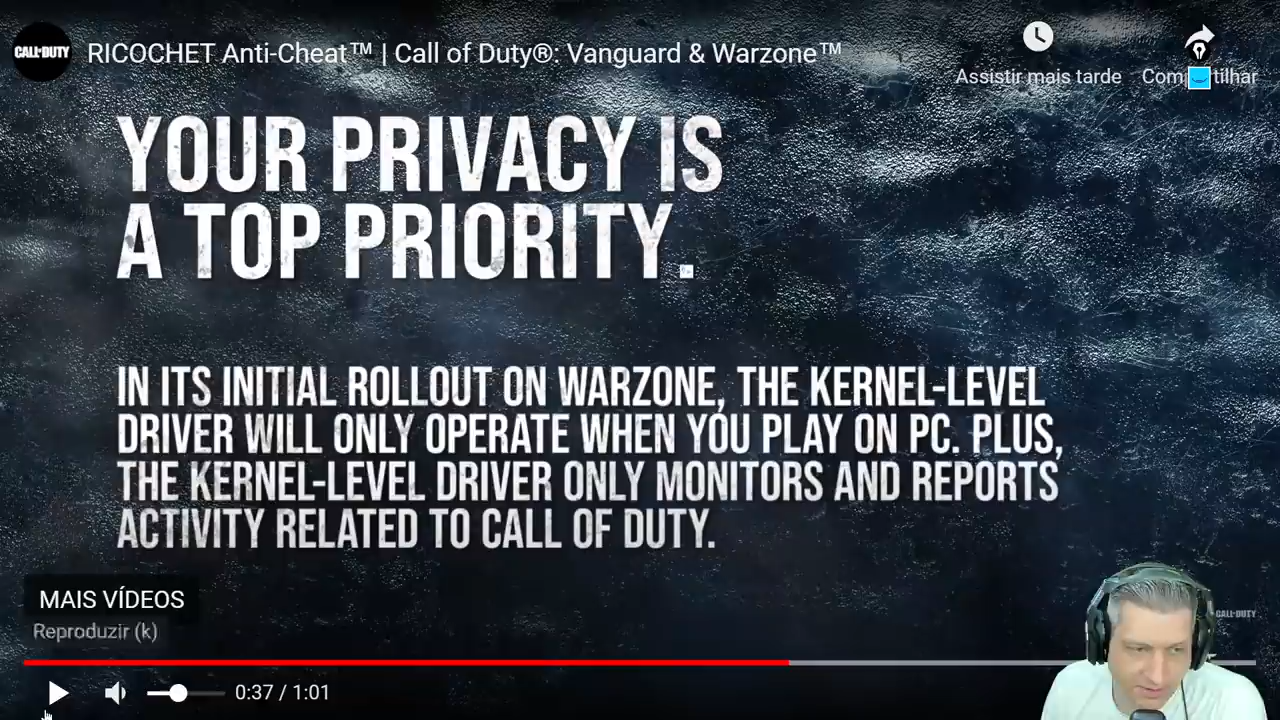 CALL OF DUTY
RICOCHET Anti-Cheat™ | Call of Duty®: Vanguard & Warzone™
Assistir mais tarde
Comp tilhar
YOUR PRIVACY IS
A TOP PRIORITY.
IN ITS INITIAL ROLLOUT ON WARZONE, THE KERNEL-LEVEL
DRIVER WILL ONLY OPERATE WHEN YOU PLAY ON PC. PLUS,
THE KERNEL-LEVEL DRIVER ONLY MONITORS AND REPORTS
ACTIVITY RELATED TO CALL OF DUTY.
MAIS VÍDEOS
Reproduzir (k)
CALL OF DUTY
0:37 / 1:01